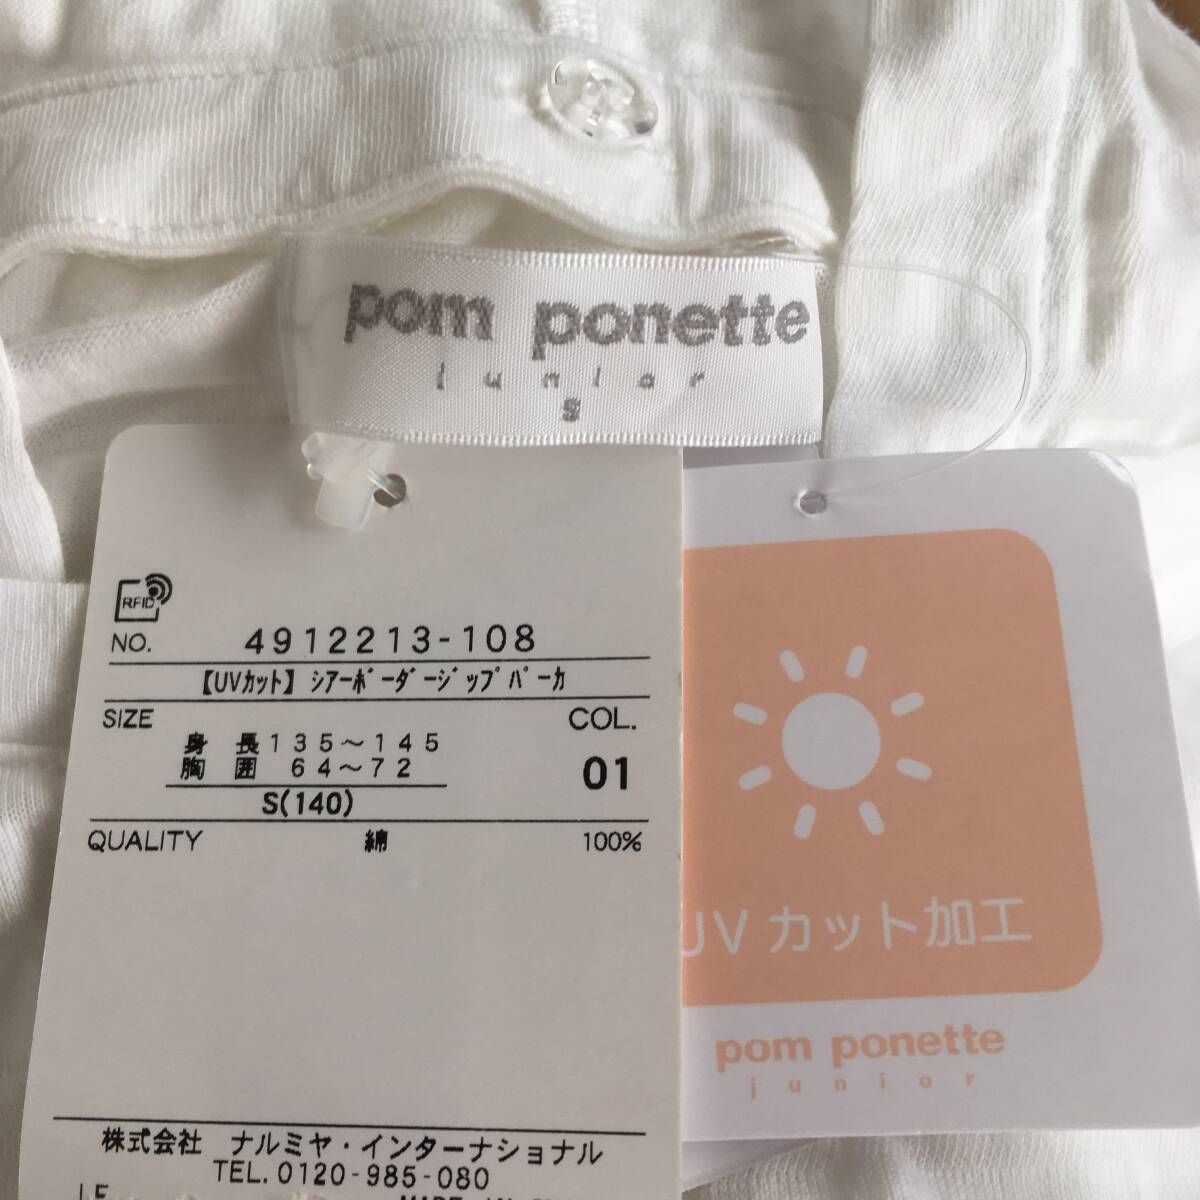 pom ponette
junior
S
RFID
NO. 4912213-108
【UVカット】シアーボーダージップパーカ
SIZE COL.
身 長 135～145
胸 囲 64～72
01
S(140)
QUALITY 綿 100%
株式会社 ナルミヤ・インターナショナル
TEL.0120-985-080
UVカット加工
pom ponette
junior